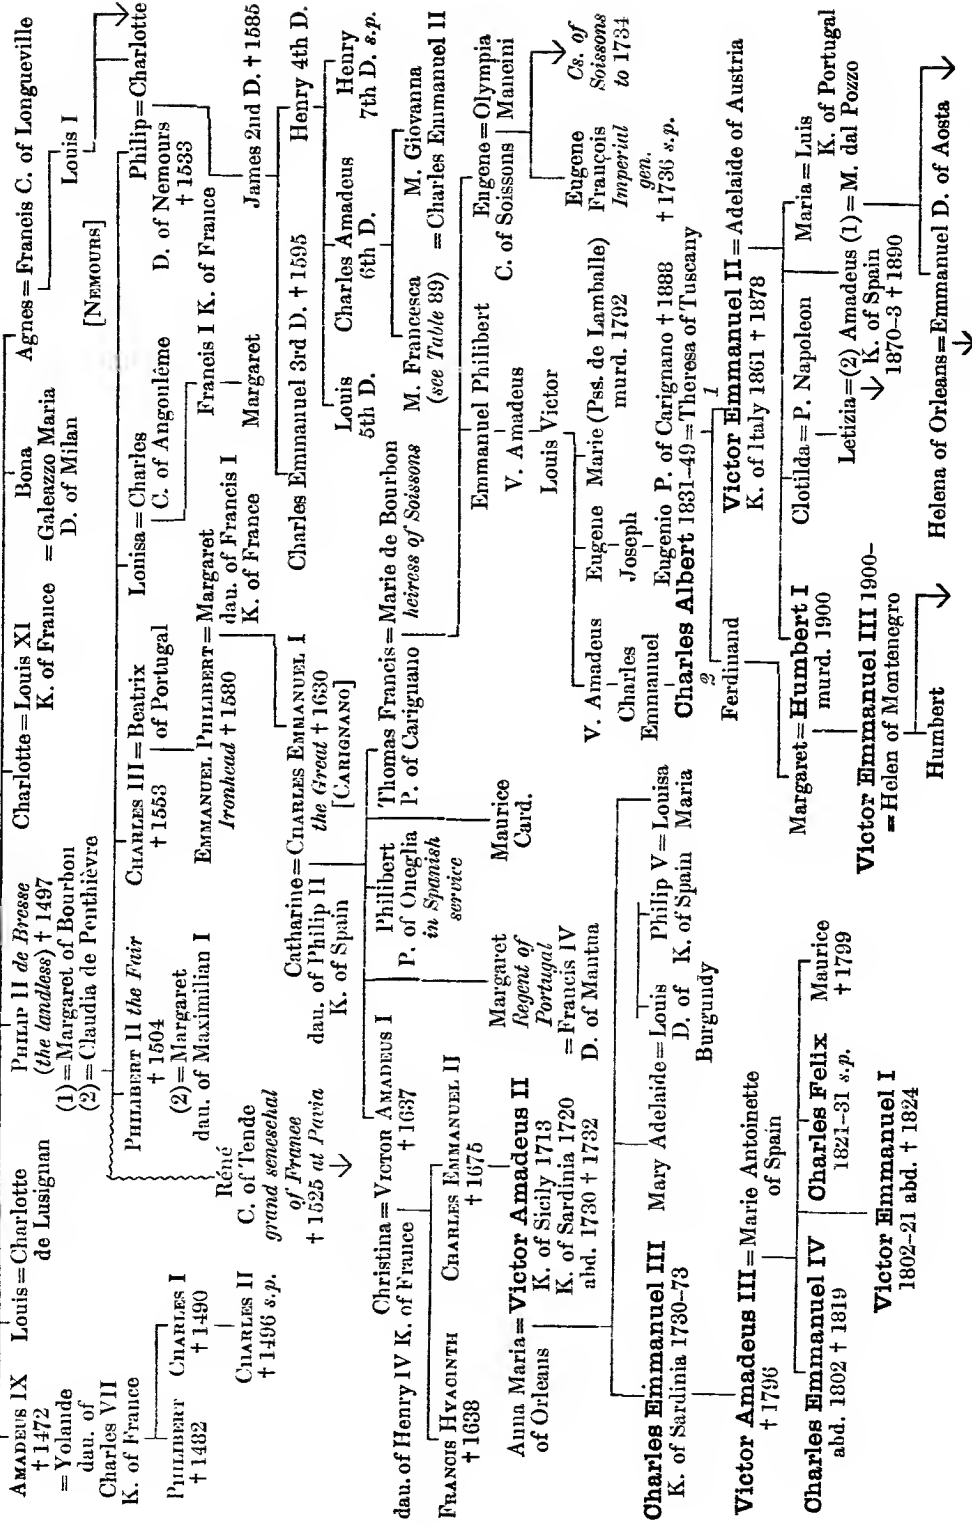 AMADEUS IX
† 1472
= Yolande
dau. of
Charles VII
K. of France
Louis = Charlotte
de Lusignan
PHILIP II de Bresse
(the landless) † 1497
(1) = Margaret of Bourbon
(2) = Claudia de Penthièvre
Charlotte = Louis XI
K. of France
Bona
= Galeazzo Maria
D. of Milan
Agnes = Francis C. of Longueville
Louis I
[NEMOURS]
PHILIBERT
† 1482
CHARLES I
† 1490
CHARLES II
† 1496 s.p.
Réné
C. of Tende
grand seneschal
of France
† 1525 at Pavia
PHILIBERT II the Fair
† 1504
(2) = Margaret
dau. of Maximilian I
CHARLES III = Beatrix
† 1553
of Portugal
Louisa = Charles
C. of Angoulême
Philip = Charlotte
D. of Nemours
† 1533
Francis I K. of France
Margaret
EMMANUEL PHILIBERT = Margaret
Ironhead † 1580
dau. of Francis I
K. of France
James 2nd D. † 1585
Catharine = CHARLES EMMANUEL I
dau. of Philip II
K. of Spain
the Great † 1630
[CARIGNANO]
Charles Emmanuel 3rd D. † 1595
Henry 4th D.
Louis
5th D.
Charles Amadeus
6th D.
Henry
7th D. s.p.
M. Francesca
(see Table 89)
M. Giovanna
= Charles Emmanuel II
Christina = VICTOR AMADEUS I
dau. of Henry IV K. of France
† 1637
Margaret
Regent of
Portugal
= Francis IV
D. of Mantua
Philibert
P. of Oneglia
in Spanish
service
Maurice
Card.
Thomas Francis = Marie de Bourbon
P. of Carignano
heiress of Soissons
FRANCIS HYACINTH
† 1638
CHARLES EMMANUEL II
† 1675
Emmanuel Philibert
Eugene = Olympia
C. of Soissons
Mancini
V. Amadeus
Louis Victor
Eugene
François
Imperial
gen.
† 1736 s.p.
Cs. of
Soissons
to 1734
Anna Maria = Victor Amadeus II
of Orleans
K. of Sicily 1713
K. of Sardinia 1720
abd. 1730 † 1732
V. Amadeus
Charles
Emmanuel
Eugene
Joseph
Eugenio P. of Carignano † 1888
Marie (Pss. de Lamballe)
murd. 1792
Charles Albert 1831-49 = Theresa of Tuscany
Charles Emmanuel III
K. of Sardinia 1730-73
Mary Adelaide = Louis
D. of
Burgundy
Philip V = Louisa
K. of Spain
Maria
2
Ferdinand
1
Victor Emmanuel II = Adelaide of Austria
K. of Italy 1861 † 1878
Victor Amadeus III = Marie Antoinette
† 1796
of Spain
Margaret = Humbert I
murd. 1900
Clotilda = P. Napoleon
Letizia = (2) Amadeus (1) = M. dal Pozzo
K. of Spain
1870-3 † 1890
Maria = Luis
K. of Portugal
Charles Emmanuel IV
abd. 1802 † 1819
Charles Felix
1821-31 s.p.
Maurice
† 1799
Victor Emmanuel I
1802-21 abd. † 1824
Victor Emmanuel III 1900-
= Helen of Montenegro
Humbert
Helena of Orleans = Emmanuel D. of Aosta